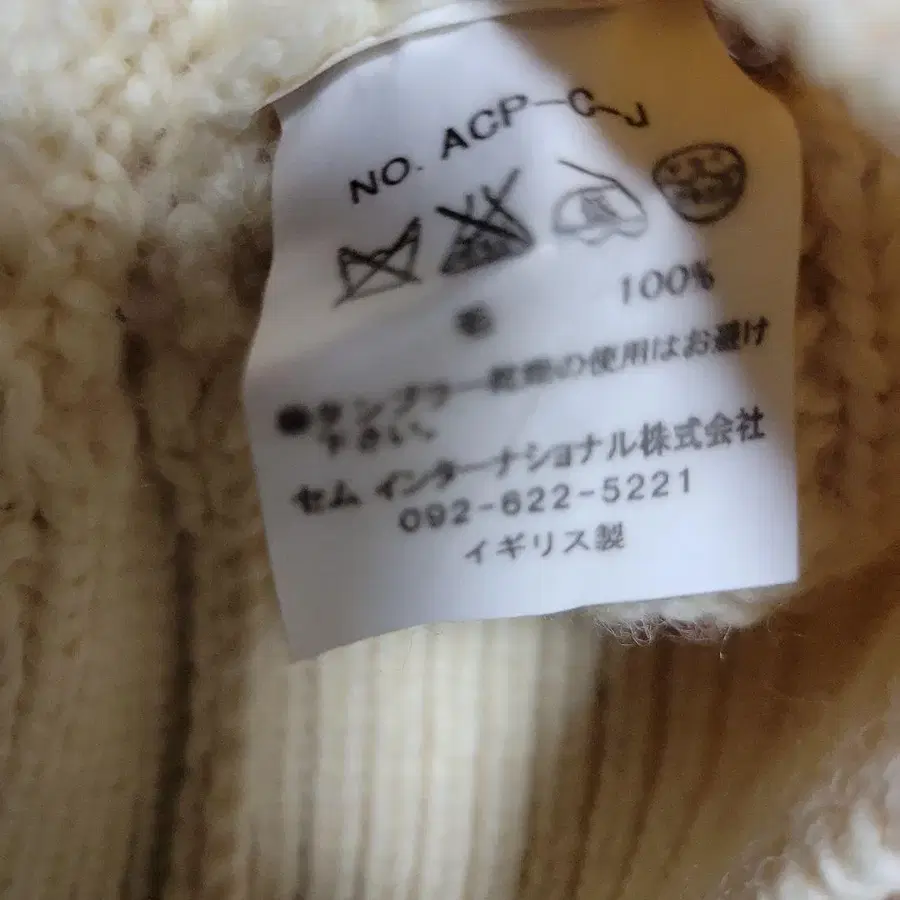 NO. ACP-C-J
毛 100%
●タンブラー乾燥の使用はお避け
下さい。
セム インターナショナル株式会社
092-622-5221
イギリス製